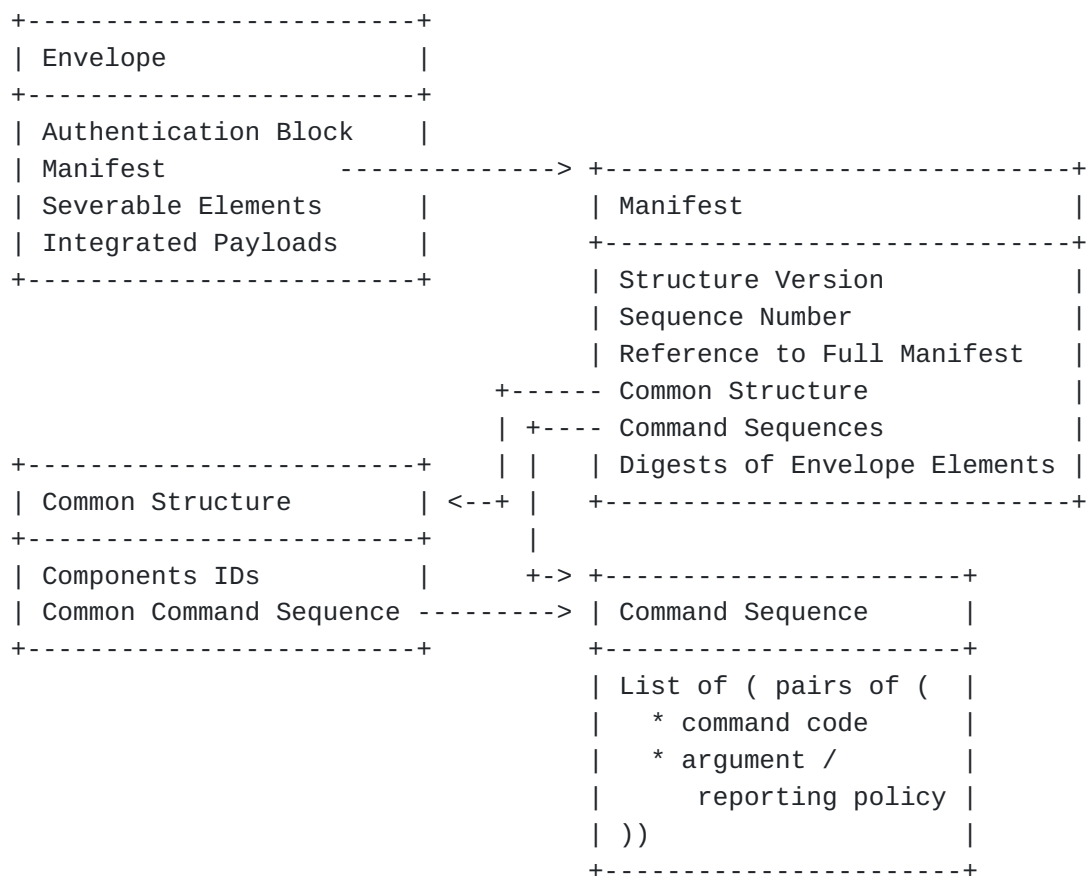 +-------------------------+
| Envelope                |
+-------------------------+
| Authentication Block    |
| Manifest           --------------> +------------------------------+
| Severable Elements      |          | Manifest                     |
| Integrated Payloads     |          +------------------------------+
+-------------------------+          | Structure Version            |
                                     | Sequence Number              |
                                     | Reference to Full Manifest   |
                               +------ Common Structure             |
                               | +---- Command Sequences            |
+-------------------------+    | |   | Digests of Envelope Elements |
| Common Structure        | <--+ |   +------------------------------+
+-------------------------+      |
| Components IDs          |      +-> +-----------------------+
| Common Command Sequence ---------> | Command Sequence      |
+-------------------------+          +-----------------------+
                                     | List of ( pairs of (  |
                                     |   * command code      |
                                     |   * argument /        |
                                     |      reporting policy |
                                     | ))                    |
                                     +-----------------------+